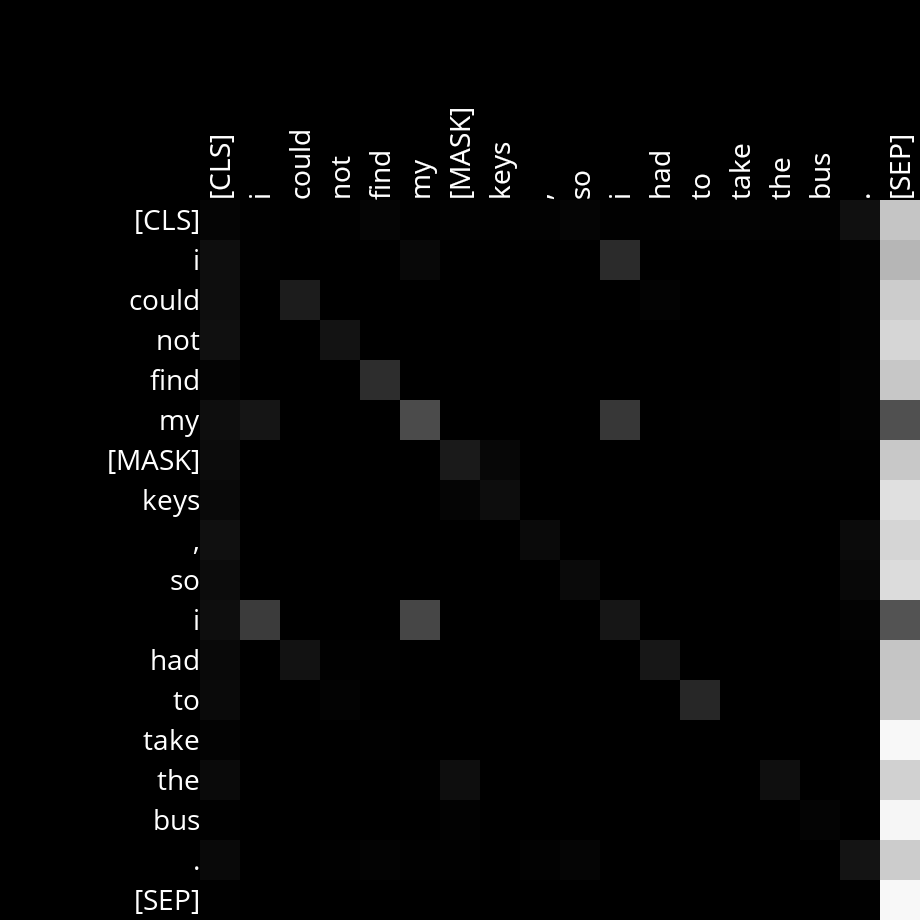 [CLS] i could not find my [MASK] keys , so i had to take the bus . [SEP]
[CLS]
i
could
not
find
my
[MASK]
keys
,
so
i
had
to
take
the
bus
.
[SEP]